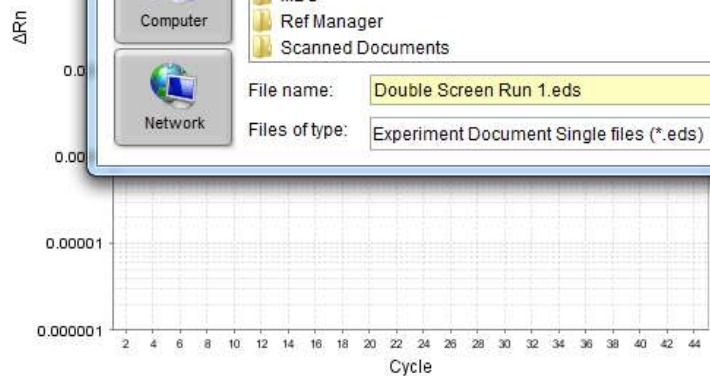 Computer
Ref Manager
Scanned Documents
ΔRn
File name: Double Screen Run 1.eds
Network
Files of type: Experiment Document Single files (*.eds)
0.00001
0.000001
2 4 6 8 10 12 14 16 18 20 22 24 26 28 30 32 34 36 38 40 42 44
Cycle